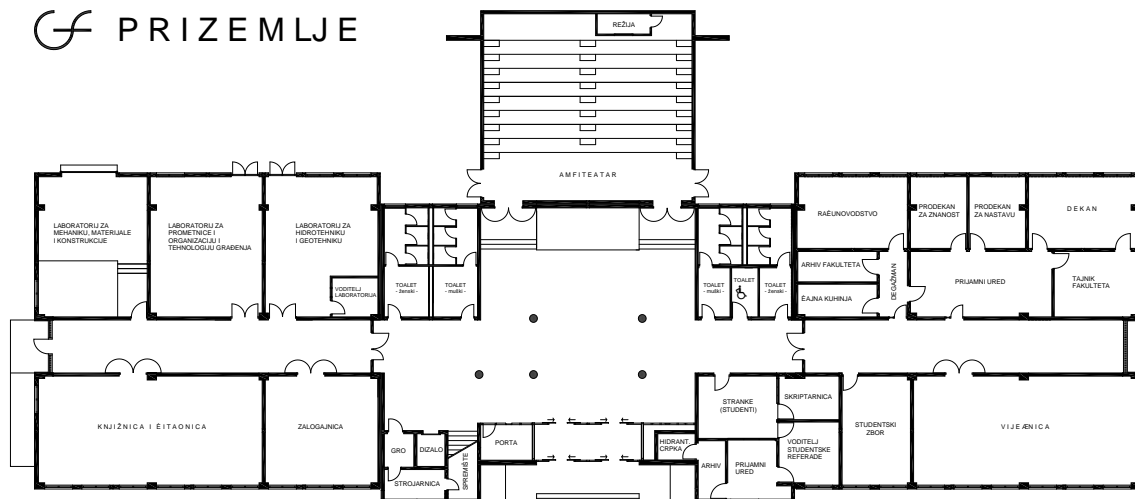 PRIZEMLJE
REŽIJA
AMFITEATAR
LABORATORIJ ZA
MEHANIKU, MATERIJALE
I KONSTRUKCIJE
LABORATORIJ ZA
PROMETNICE I
ORGANIZACIJU I
TEHNOLOGIJU GRAĐENJA
LABORATORIJ ZA
HIDROTEHNIKU
I GEOTEHNIKU
VODITELJ
LABORATORIJA
TOALET
- ženski -
TOALET
- muški -
TOALET
- muški -
TOALET
TOALET
- ženski -
RAČUNOVODSTVO
PRODEKAN
ZA ZNANOST
PRODEKAN
ZA NASTAVU
DEKAN
ARHIV FAKULTETA
ÈAJNA KUHINJA
DEGAŽMAN
PRIJAMNI URED
TAJNIK
FAKULTETA
KNJIŽNICA I ÈITAONICA
ZALOGAJNICA
GRO
DIZALO
STROJARNICA
SPREMIŠTE
PORTA
HIDRANT.
CRPKA
ARHIV
STRANKE
(STUDENTI)
PRIJAMNI
URED
SKRIPTARNICA
VODITELJ
STUDENTSKE
REFERADE
STUDENTSKI
ZBOR
VIJEÆNICA